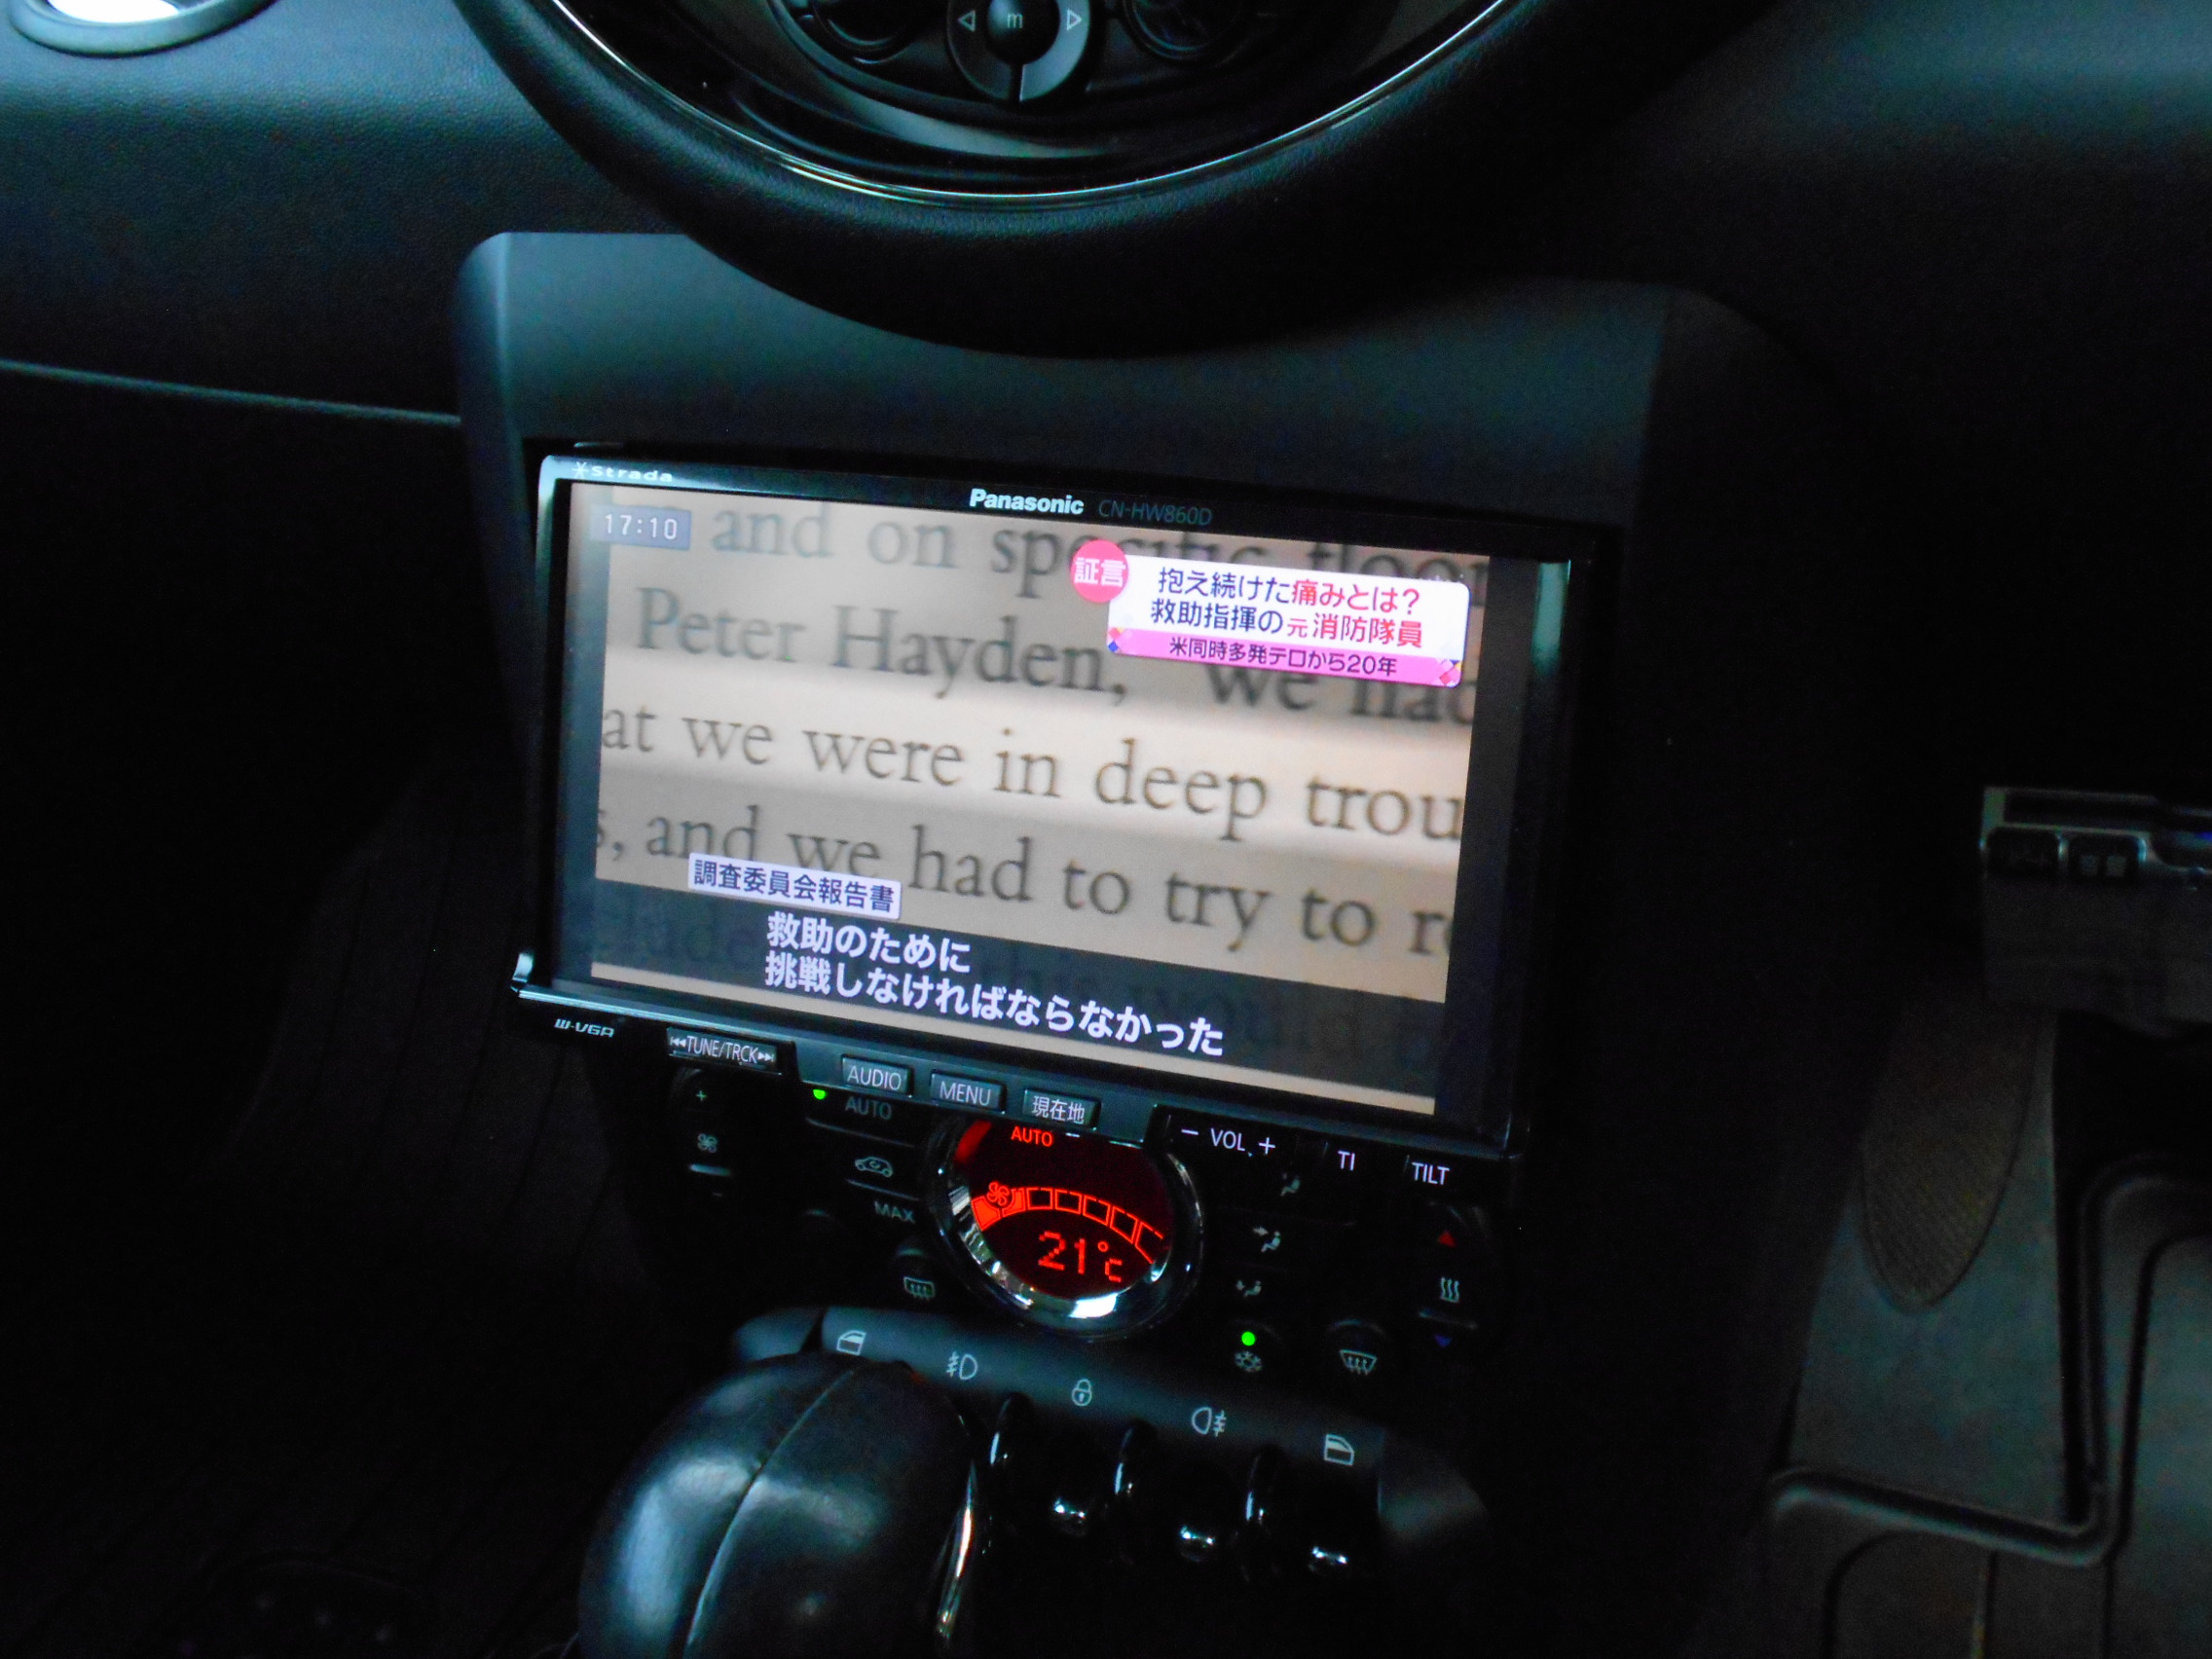 m
Strada
Panasonic CN-HW860D
17:10
and on specific floor
証言
抱え続けた痛みとは?
救助指揮の元消防隊員
米同時多発テロから20年
Peter Hayden, "we had
at we were in deep trou
s, and we had to try to r
調査委員会報告書
救助のために
挑戦しなければならなかった
W-VGA
TUNE/TRCK
AUDIO
MENU
現在地
− VOL +
TI
TILT
AUTO
AUTO
MAX
21°C